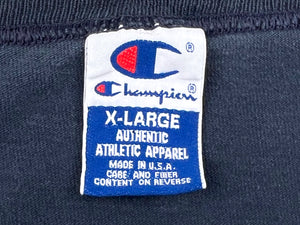 ®
Champion®
X-LARGE
AUTHENTIC
ATHLETIC APPAREL
MADE IN U.S.A.
CARE AND FIBER
CONTENT ON REVERSE